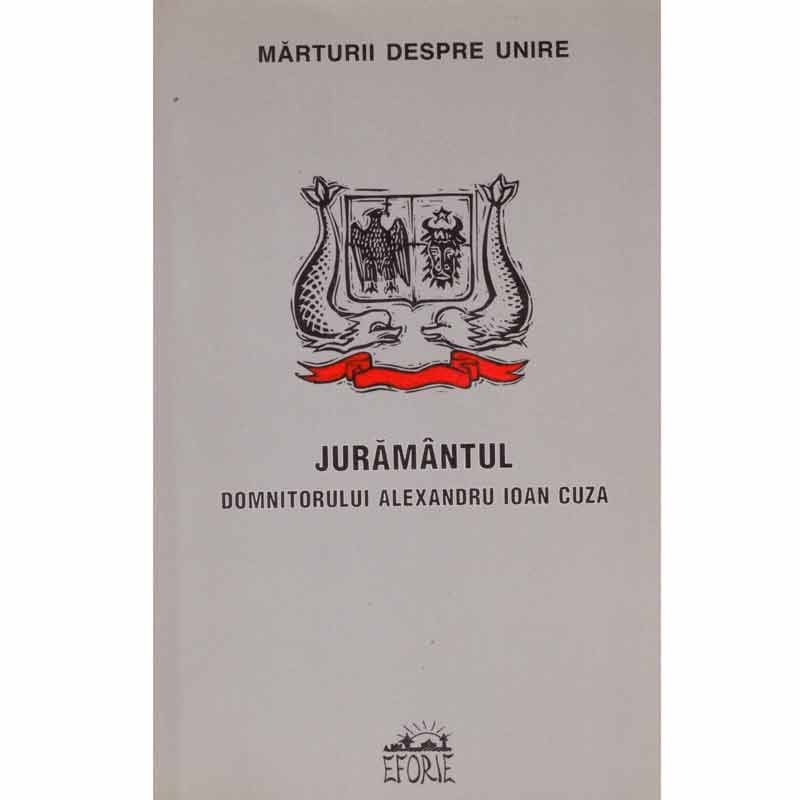 MĂRTURII DESPRE UNIRE
JURĂMÂNTUL
DOMNITORULUI ALEXANDRU IOAN CUZA
EFORIE